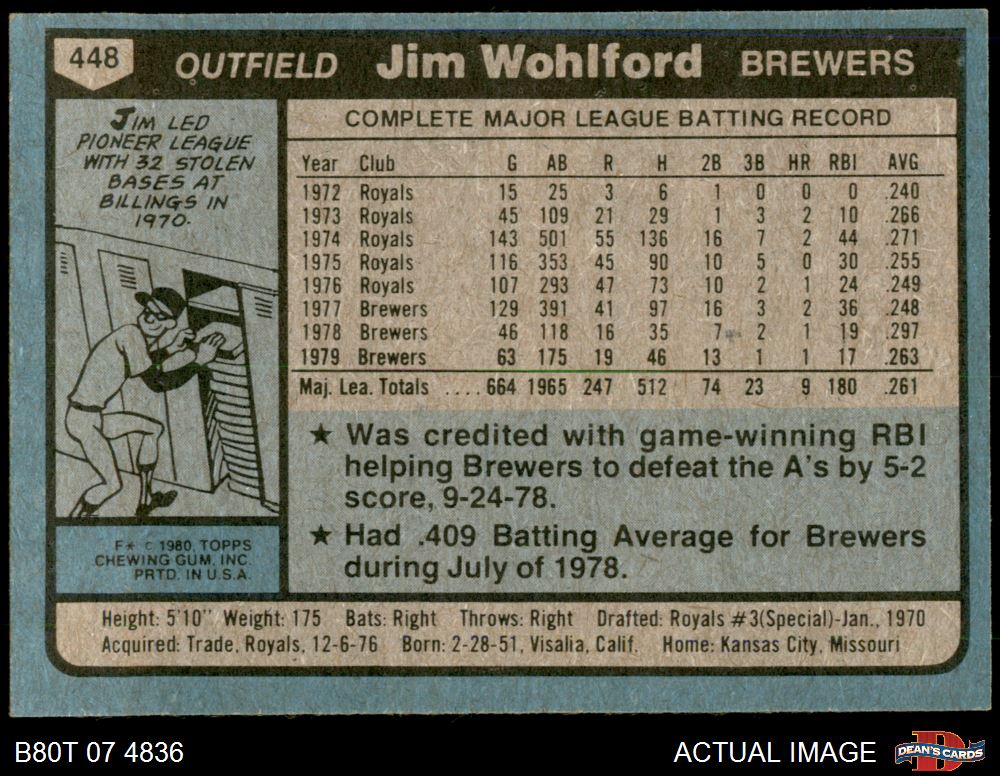 448 OUTFIELD Jim Wohlford BREWERS
JIM LED
PIONEER LEAGUE
WITH 32 STOLEN
BASES AT
BILLINGS IN
1970.
F* © 1980, TOPPS
CHEWING GUM, INC.
PRTD. IN U.S.A.
COMPLETE MAJOR LEAGUE BATTING RECORD
Year Club G AB R H 2B 3B HR RBI AVG
1972 Royals 15 25 3 6 1 0 0 0 .240
1973 Royals 45 109 21 29 1 3 2 10 .266
1974 Royals 143 501 55 136 16 7 2 44 .271
1975 Royals 116 353 45 90 10 5 0 30 .255
1976 Royals 107 293 47 73 10 2 1 24 .249
1977 Brewers 129 391 41 97 16 3 2 36 .248
1978 Brewers 46 118 16 35 7 2 1 19 .297
1979 Brewers 63 175 19 46 13 1 1 17 .263
Maj. Lea. Totals .... 664 1965 247 512 74 23 9 180 .261
★ Was credited with game-winning RBI
helping Brewers to defeat the A's by 5-2
score, 9-24-78.
★ Had .409 Batting Average for Brewers
during July of 1978.
Height: 5'10" Weight: 175 Bats: Right Throws: Right Drafted: Royals #3(Special)-Jan., 1970
Acquired: Trade, Royals, 12-6-76 Born: 2-28-51, Visalia, Calif. Home: Kansas City, Missouri
B80T 07 4836 ACTUAL IMAGE DEAN'S CARDS